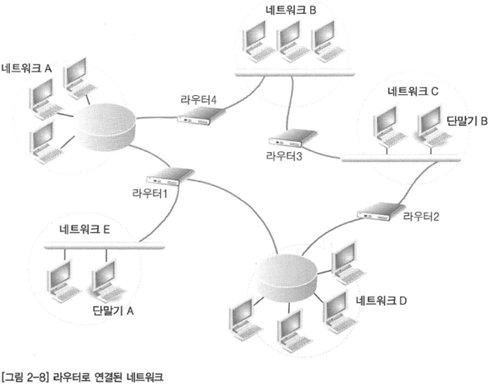 네트워크 B
네트워크 A
네트워크 C
라우터4
단말기 B
라우터3
라우터1
라우터2
네트워크 E
네트워크 D
단말기 A
[그림 2-8] 라우터로 연결된 네트워크